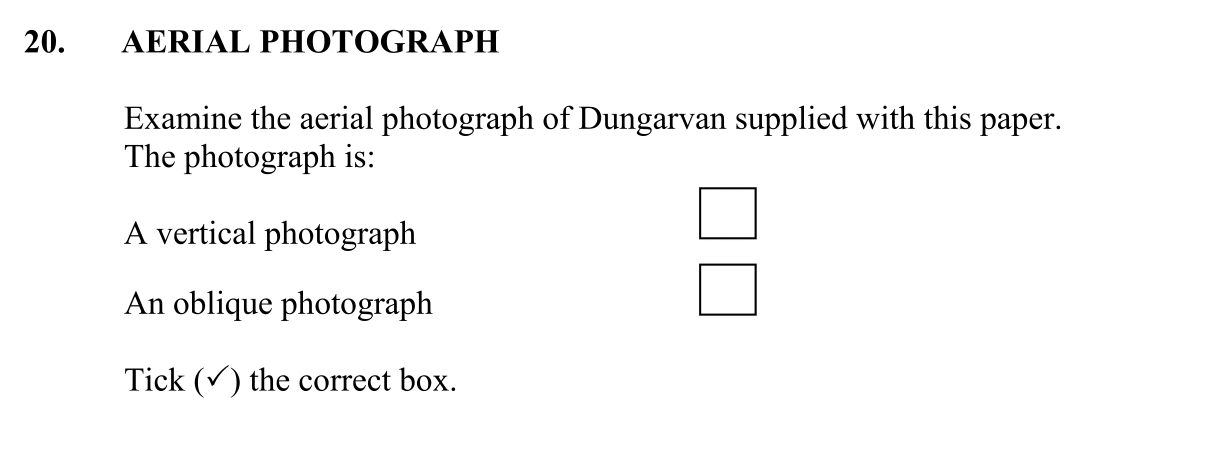 20. AERIAL PHOTOGRAPH
Examine the aerial photograph of Dungarvan supplied with this paper.
The photograph is:
A vertical photograph
An oblique photograph
Tick (✓) the correct box.